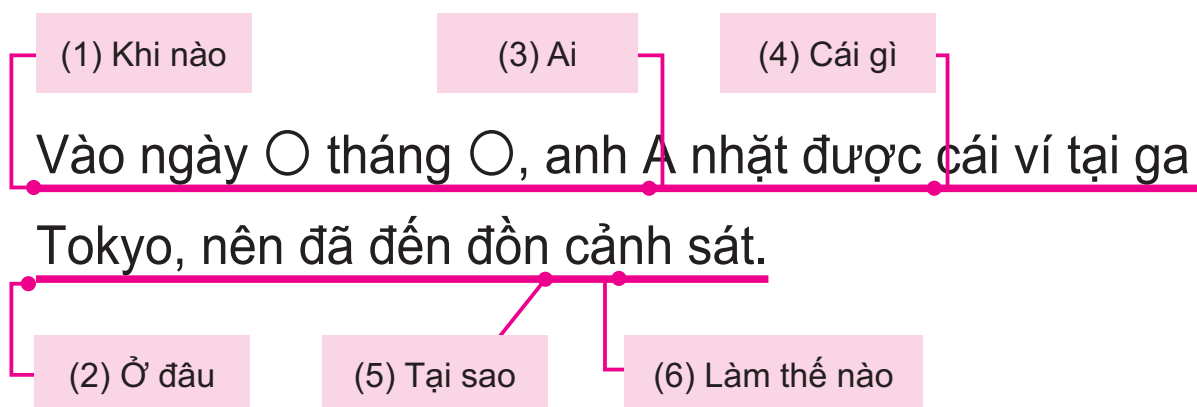 (1) Khi nào
(3) Ai
(4) Cái gì
Vào ngày ○ tháng ○, anh A nhặt được cái ví tại ga
Tokyo, nên đã đến đồn cảnh sát.
(2) Ở đâu
(5) Tại sao
(6) Làm thế nào